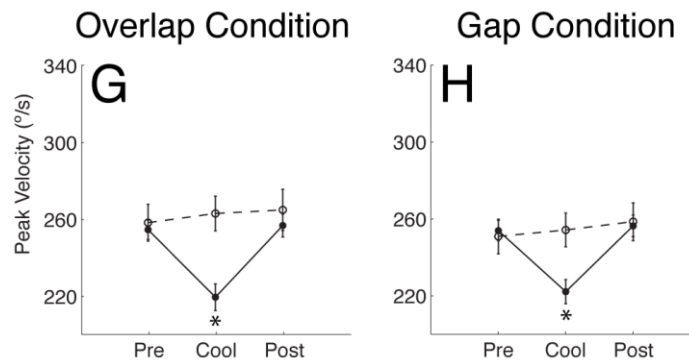 Overlap Condition
Gap Condition
G
H
Peak Velocity (º/s)
340
300
260
220
*
Pre Cool Post
340
300
260
220
*
Pre Cool Post